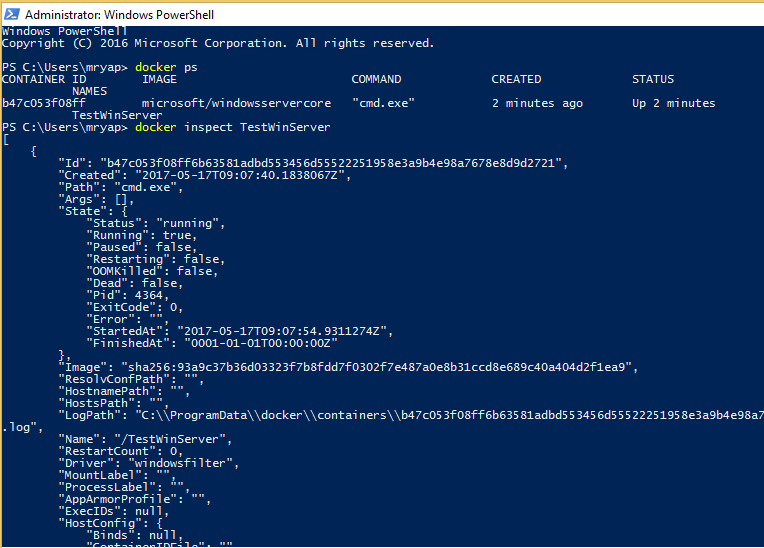 Administrator: Windows PowerShell
Windows PowerShell
Copyright (C) 2016 Microsoft Corporation. All rights reserved.
PS C:\Users\mryap> docker ps
CONTAINER ID        IMAGE                         COMMAND             CREATED             STATUS
          NAMES
b47c053f08ff        microsoft/windowsservercore   "cmd.exe"           2 minutes ago       Up 2 minutes
          TestWinServer
PS C:\Users\mryap> docker inspect TestWinServer
[
    {
        "Id": "b47c053f08ff6b63581adbd553456d55522251958e3a9b4e98a7678e8d9d2721",
        "Created": "2017-05-17T09:07:40.1838067Z",
        "Path": "cmd.exe",
        "Args": [],
        "State": {
            "Status": "running",
            "Running": true,
            "Paused": false,
            "Restarting": false,
            "OOMKilled": false,
            "Dead": false,
            "Pid": 4364,
            "ExitCode": 0,
            "Error": "",
            "StartedAt": "2017-05-17T09:07:54.9311274Z",
            "FinishedAt": "0001-01-01T00:00:00Z"
        },
        "Image": "sha256:93a9c37b36d03323f7b8fdd7f0302f7e487a0e8b31ccd8e689c40a404d2f1ea9",
        "ResolvConfPath": "",
        "HostnamePath": "",
        "HostsPath": "",
        "LogPath": "C:\\ProgramData\\docker\\containers\\b47c053f08ff6b63581adbd553456d55522251958e3a9b4e98a7
.log",
        "Name": "/TestWinServer",
        "RestartCount": 0,
        "Driver": "windowsfilter",
        "MountLabel": "",
        "ProcessLabel": "",
        "AppArmorProfile": "",
        "ExecIDs": null,
        "HostConfig": {
            "Binds": null,
            "ContainerIDFile": ""